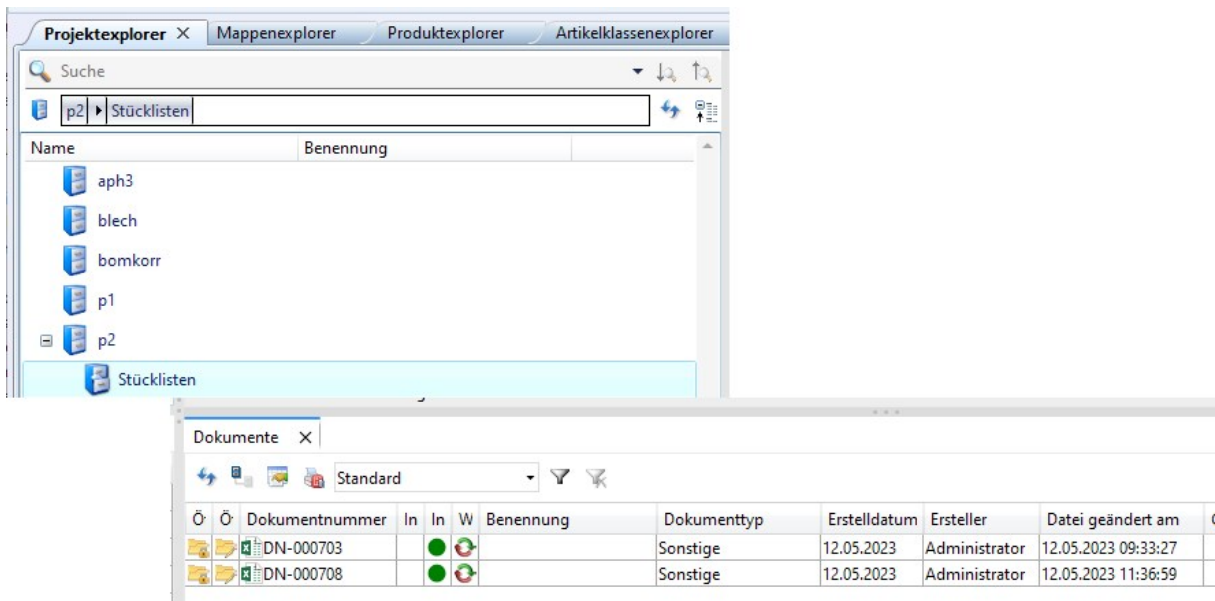 Projektexplorer Mappenexplorer Produktexplorer Artikelklassenexplorer
Suche
p2 Stücklisten
Name Benennung
aph3
blech
bomkorr
p1
p2
Stücklisten
Dokumente
Standard
Ö Ö Dokumentnummer In In W Benennung Dokumenttyp Erstelldatum Ersteller Datei geändert am
DN-000703 Sonstige 12.05.2023 Administrator 12.05.2023 09:33:27
DN-000708 Sonstige 12.05.2023 Administrator 12.05.2023 11:36:59